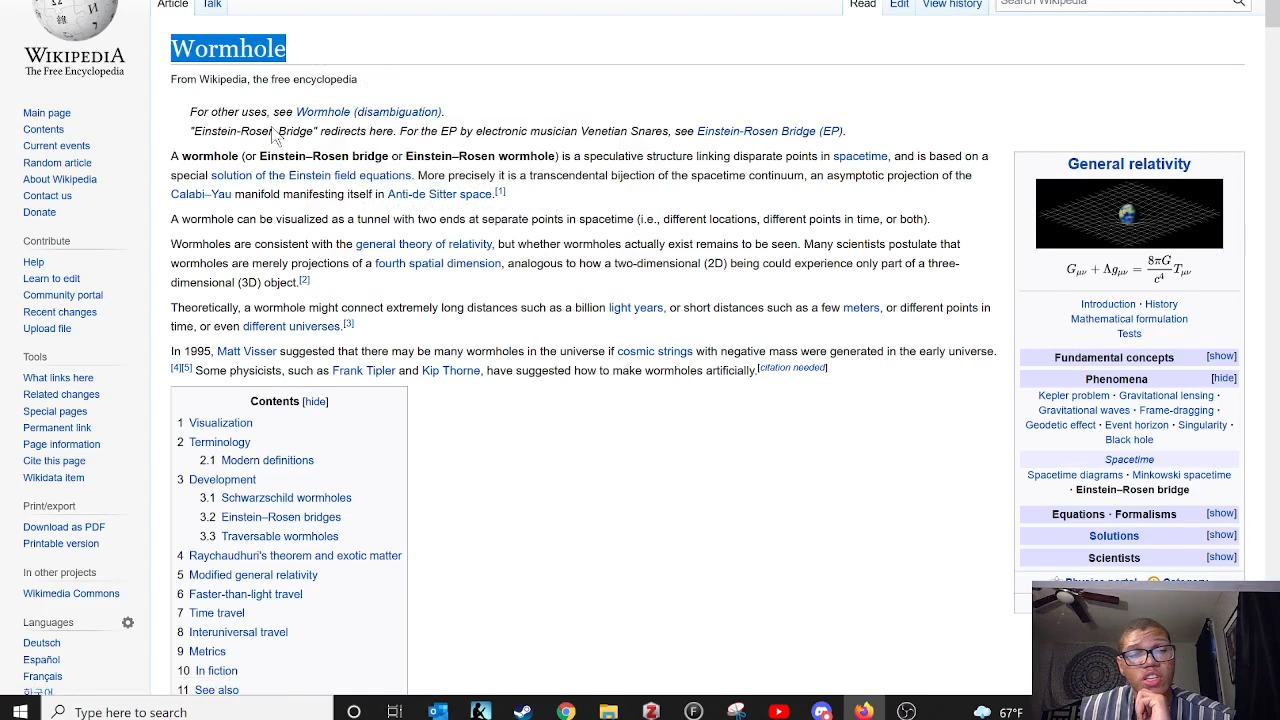 Article Talk Read Edit View history Search Wikipedia
WIKIPEDIA
The Free Encyclopedia
Main page
Contents
Current events
Random article
About Wikipedia
Contact us
Donate
Contribute
Help
Learn to edit
Community portal
Recent changes
Upload file
Tools
What links here
Related changes
Special pages
Permanent link
Page information
Cite this page
Wikidata item
Print/export
Download as PDF
Printable version
In other projects
Wikimedia Commons
Languages
Deutsch
Español
Français
한국어
Wormhole
From Wikipedia, the free encyclopedia
For other uses, see Wormhole (disambiguation).
"Einstein-Rosen Bridge" redirects here. For the EP by electronic musician Venetian Snares, see Einstein-Rosen Bridge (EP).
A wormhole (or Einstein–Rosen bridge or Einstein–Rosen wormhole) is a speculative structure linking disparate points in spacetime, and is based on a
special solution of the Einstein field equations. More precisely it is a transcendental bijection of the spacetime continuum, an asymptotic projection of the
Calabi–Yau manifold manifesting itself in Anti-de Sitter space.[1]
A wormhole can be visualized as a tunnel with two ends at separate points in spacetime (i.e., different locations, different points in time, or both).
Wormholes are consistent with the general theory of relativity, but whether wormholes actually exist remains to be seen. Many scientists postulate that
wormholes are merely projections of a fourth spatial dimension, analogous to how a two-dimensional (2D) being could experience only part of a three-
dimensional (3D) object.[2]
Theoretically, a wormhole might connect extremely long distances such as a billion light years, or short distances such as a few meters, or different points in
time, or even different universes.[3]
In 1995, Matt Visser suggested that there may be many wormholes in the universe if cosmic strings with negative mass were generated in the early universe.
[4][5] Some physicists, such as Frank Tipler and Kip Thorne, have suggested how to make wormholes artificially.[citation needed]
Contents [hide]
1 Visualization
2 Terminology
2.1 Modern definitions
3 Development
3.1 Schwarzschild wormholes
3.2 Einstein–Rosen bridges
3.3 Traversable wormholes
4 Raychaudhuri's theorem and exotic matter
5 Modified general relativity
6 Faster-than-light travel
7 Time travel
8 Interuniversal travel
9 Metrics
10 In fiction
11 See also
General relativity
Gμν + Λgμν = 8πG/c⁴ Tμν
Introduction · History
Mathematical formulation
Tests
Fundamental concepts [show]
Phenomena [hide]
Kepler problem · Gravitational lensing ·
Gravitational waves · Frame-dragging ·
Geodetic effect · Event horizon · Singularity ·
Black hole
Spacetime
Spacetime diagrams · Minkowski spacetime
· Einstein–Rosen bridge
Equations · Formalisms [show]
Solutions [show]
Scientists [show]
Physics portal Category
Type here to search 67°F